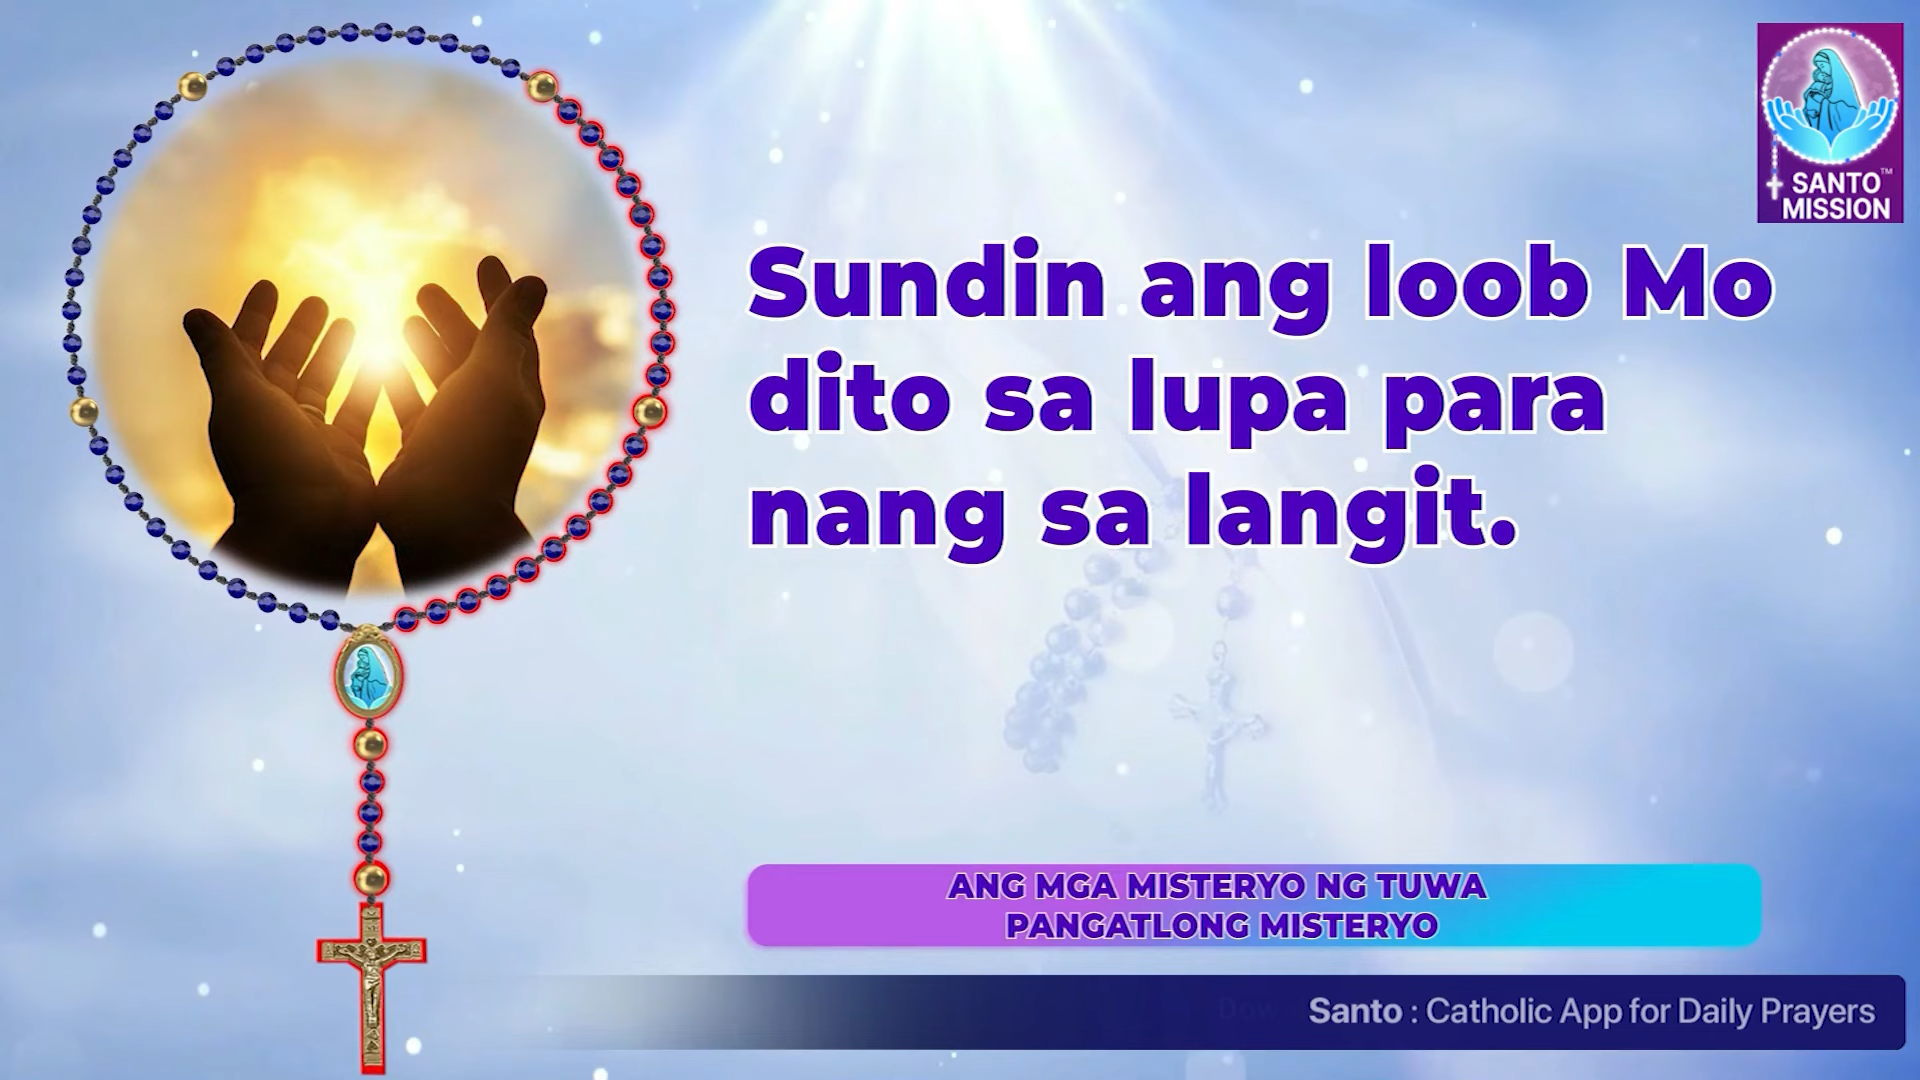 SANTO™
MISSION
Sundin ang loob Mo
dito sa lupa para
nang sa langit.
ANG MGA MISTERYO NG TUWA
PANGATLONG MISTERYO
Santo : Catholic App for Daily Prayers